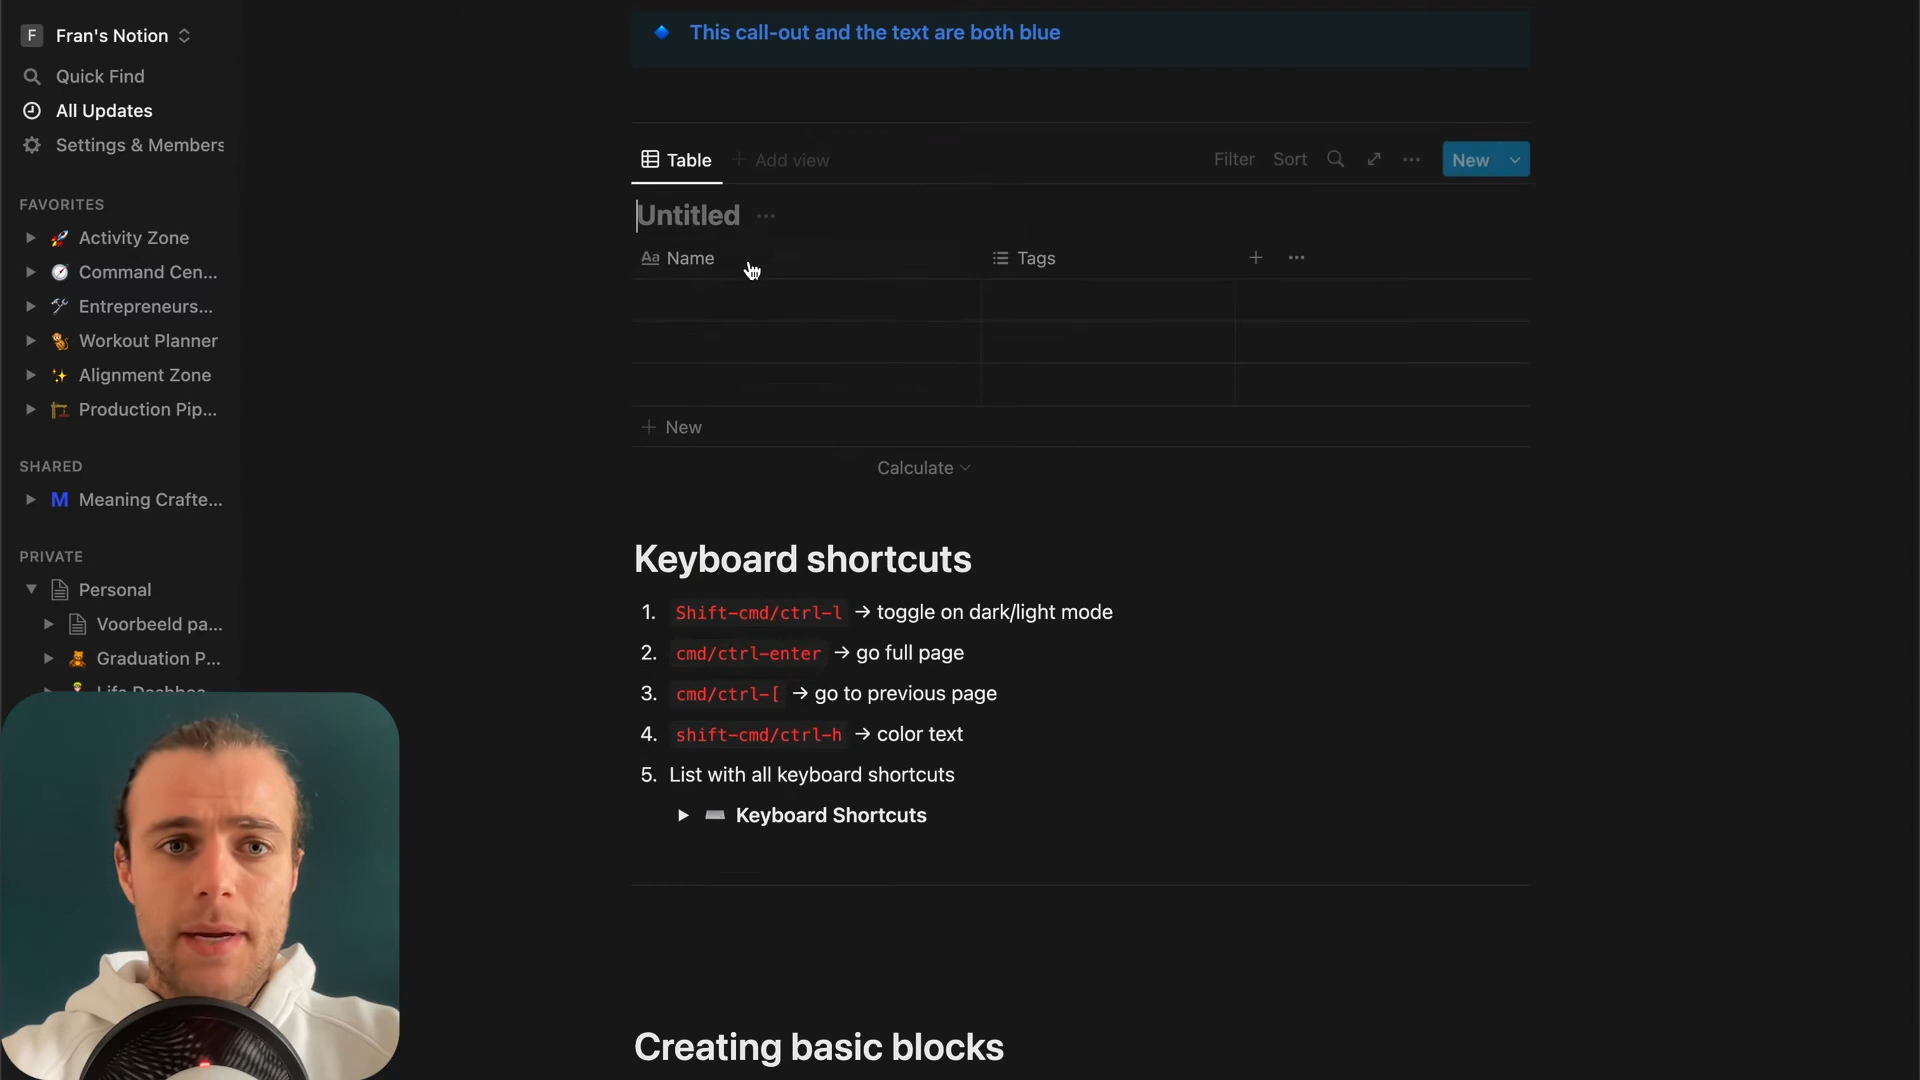 F Fran's Notion
Quick Find
All Updates
Settings & Members
FAVORITES
Activity Zone
Command Cen...
Entrepreneurs...
Workout Planner
Alignment Zone
Production Pip...
SHARED
M Meaning Crafte...
PRIVATE
Personal
Voorbeeld pa...
Graduation P...
This call-out and the text are both blue
Table + Add view
Filter Sort ... New
Untitled ...
Aa Name
Tags
+ ...
+ New
Calculate
Keyboard shortcuts
1. Shift-cmd/ctrl-l → toggle on dark/light mode
2. cmd/ctrl-enter → go full page
3. cmd/ctrl-[ → go to previous page
4. shift-cmd/ctrl-h → color text
5. List with all keyboard shortcuts
Keyboard Shortcuts
Creating basic blocks